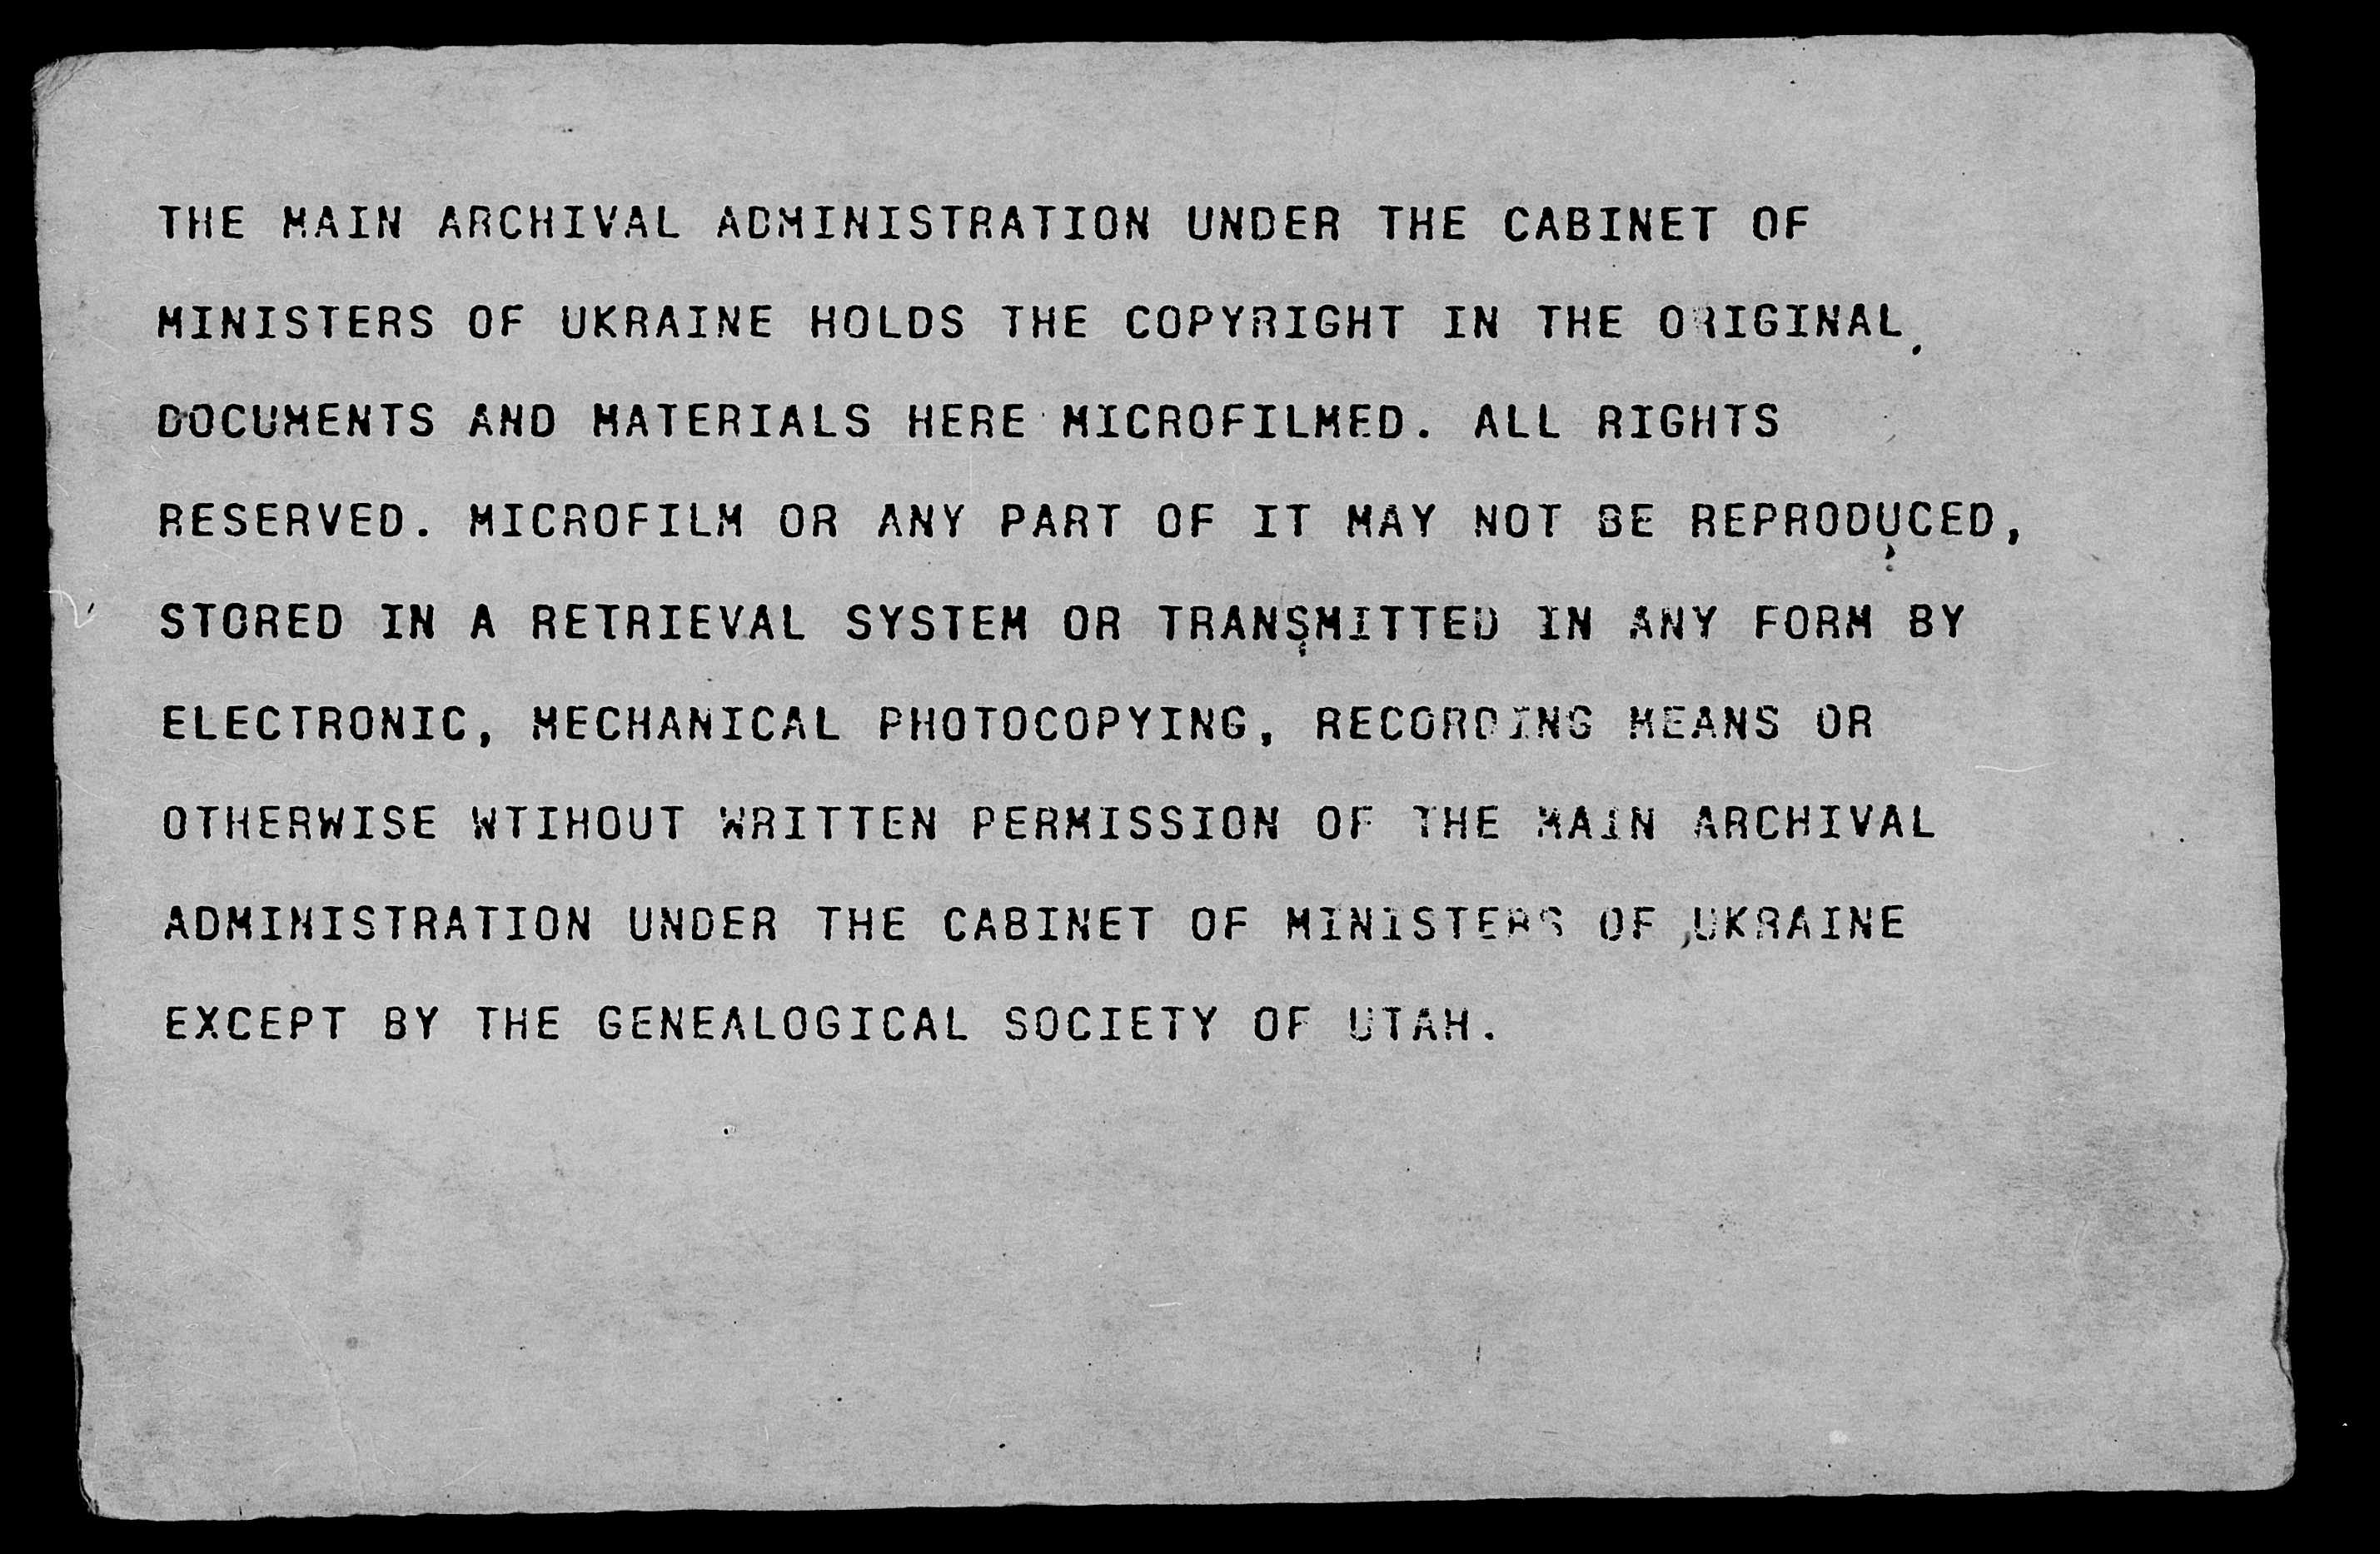 THE MAIN ARCHIVAL ADMINISTRATION UNDER THE CABINET OF
MINISTERS OF UKRAINE HOLDS THE COPYRIGHT IN THE ORIGINAL
DOCUMENTS AND MATERIALS HERE MICROFILMED. ALL RIGHTS
RESERVED. MICROFILM OR ANY PART OF IT MAY NOT BE REPRODUCED,
STORED IN A RETRIEVAL SYSTEM OR TRANSMITTED IN ANY FORM BY
ELECTRONIC, MECHANICAL PHOTOCOPYING, RECORDING MEANS OR
OTHERWISE WTIHOUT WRITTEN PERMISSION OF THE MAIN ARCHIVAL
ADMINISTRATION UNDER THE CABINET OF MINISTERS OF UKRAINE
EXCEPT BY THE GENEALOGICAL SOCIETY OF UTAH.